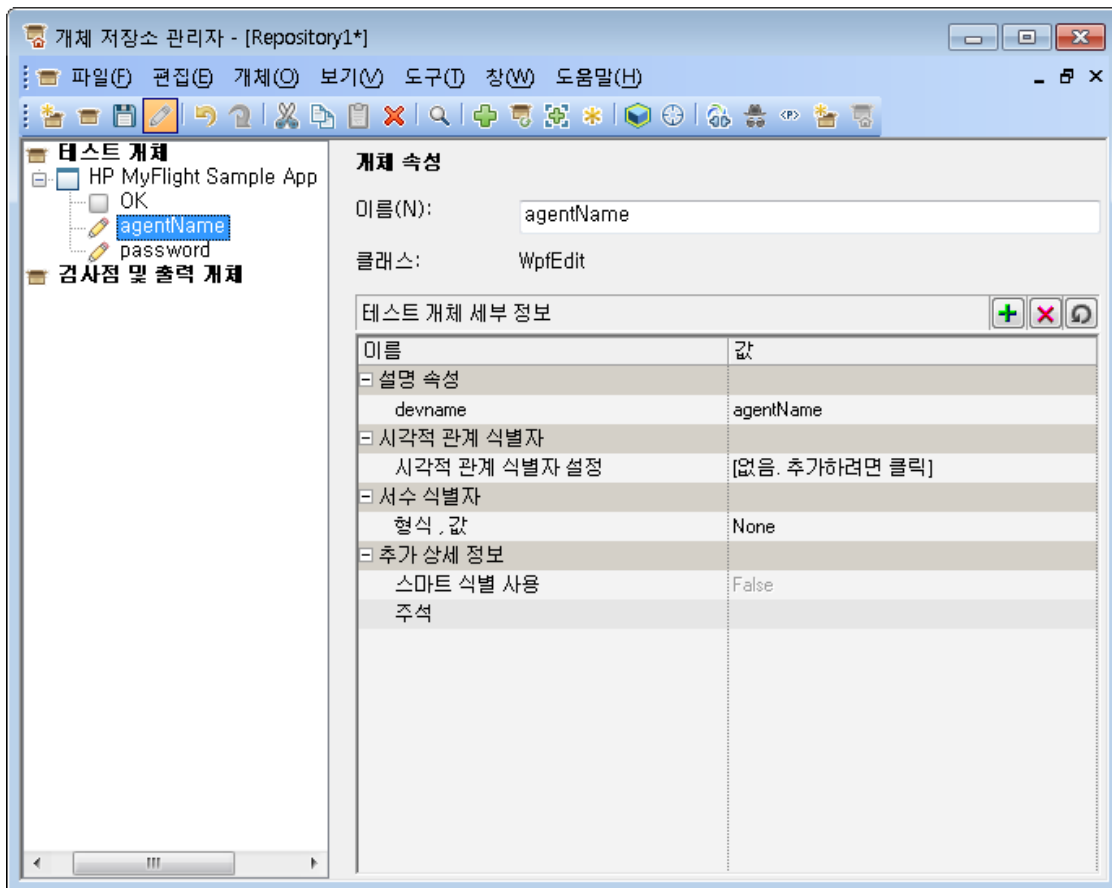 개체 저장소 관리자 - [Repository1*]
파일(F) 편집(E) 개체(O) 보기(V) 도구(T) 창(W) 도움말(H)
<P>
테스트 개체
HP MyFlight Sample App
OK
agentName
password
검사점 및 출력 개체
개체 속성
이름(N): agentName
클래스: WpfEdit
테스트 개체 세부 정보
이름 값
설명 속성
devname agentName
시각적 관계 식별자
시각적 관계 식별자 설정 [없음. 추가하려면 클릭]
서수 식별자
형식 , 값 None
추가 상세 정보
스마트 식별 사용 False
주석